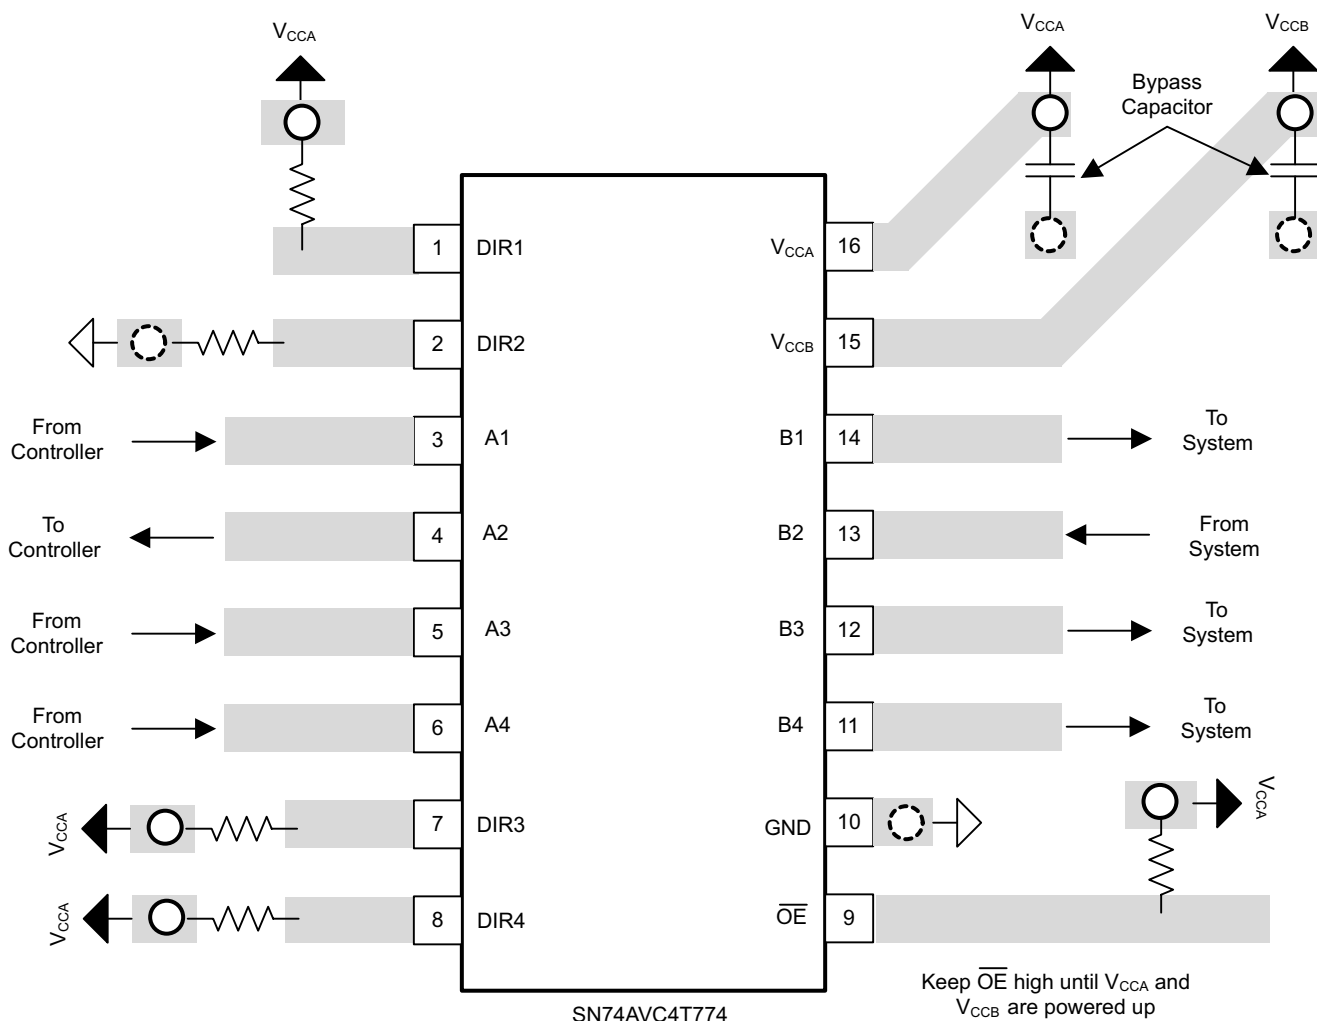 VCCA
VCCA
VCCB
Bypass
Capacitor
1 DIR1
VCCA 16
2 DIR2
VCCB 15
From
Controller
3 A1
B1 14
To
System
To
Controller
4 A2
B2 13
From
System
From
Controller
5 A3
B3 12
To
System
From
Controller
6 A4
B4 11
To
System
VCCA
7 DIR3
GND 10
VCCA
VCCA
8 DIR4
O̅E̅ 9
Keep O̅E̅ high until VCCA and
VCCB are powered up
SN74AVC4T774